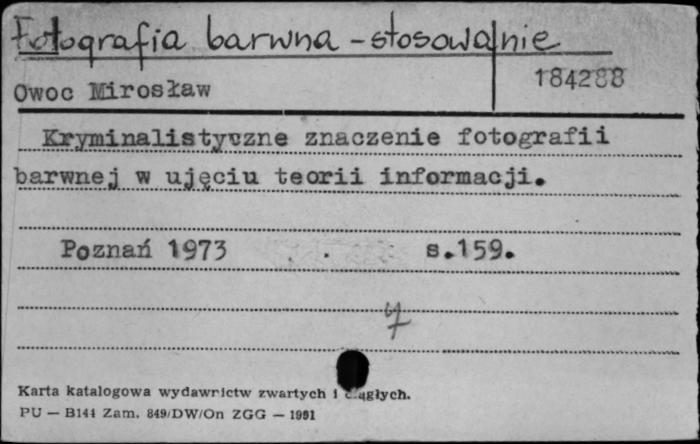 Fotografia barwna - stosowanie
Owoc Mirosław
184288
Kryminalistyczne znaczenie fotografii
barwnej w ujęciu teorii informacji.
Poznań 1973 s.159.
Karta katalogowa wydawnictw zwartych i ciągłych.
PU — B144 Zam. 849/DW/On ZGG — 1991